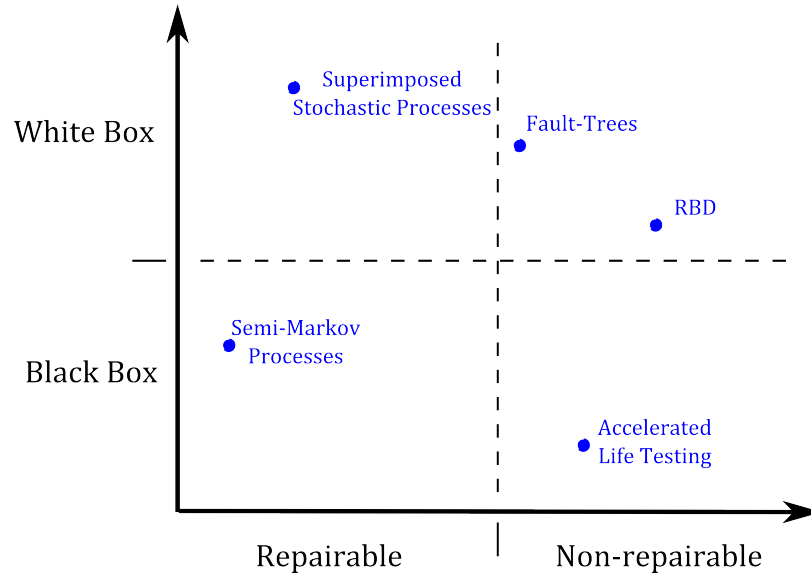 Superimposed
Stochastic Processes
White Box
Fault-Trees
RBD
Semi-Markov
Processes
Black Box
Accelerated
Life Testing
Repairable
Non-repairable